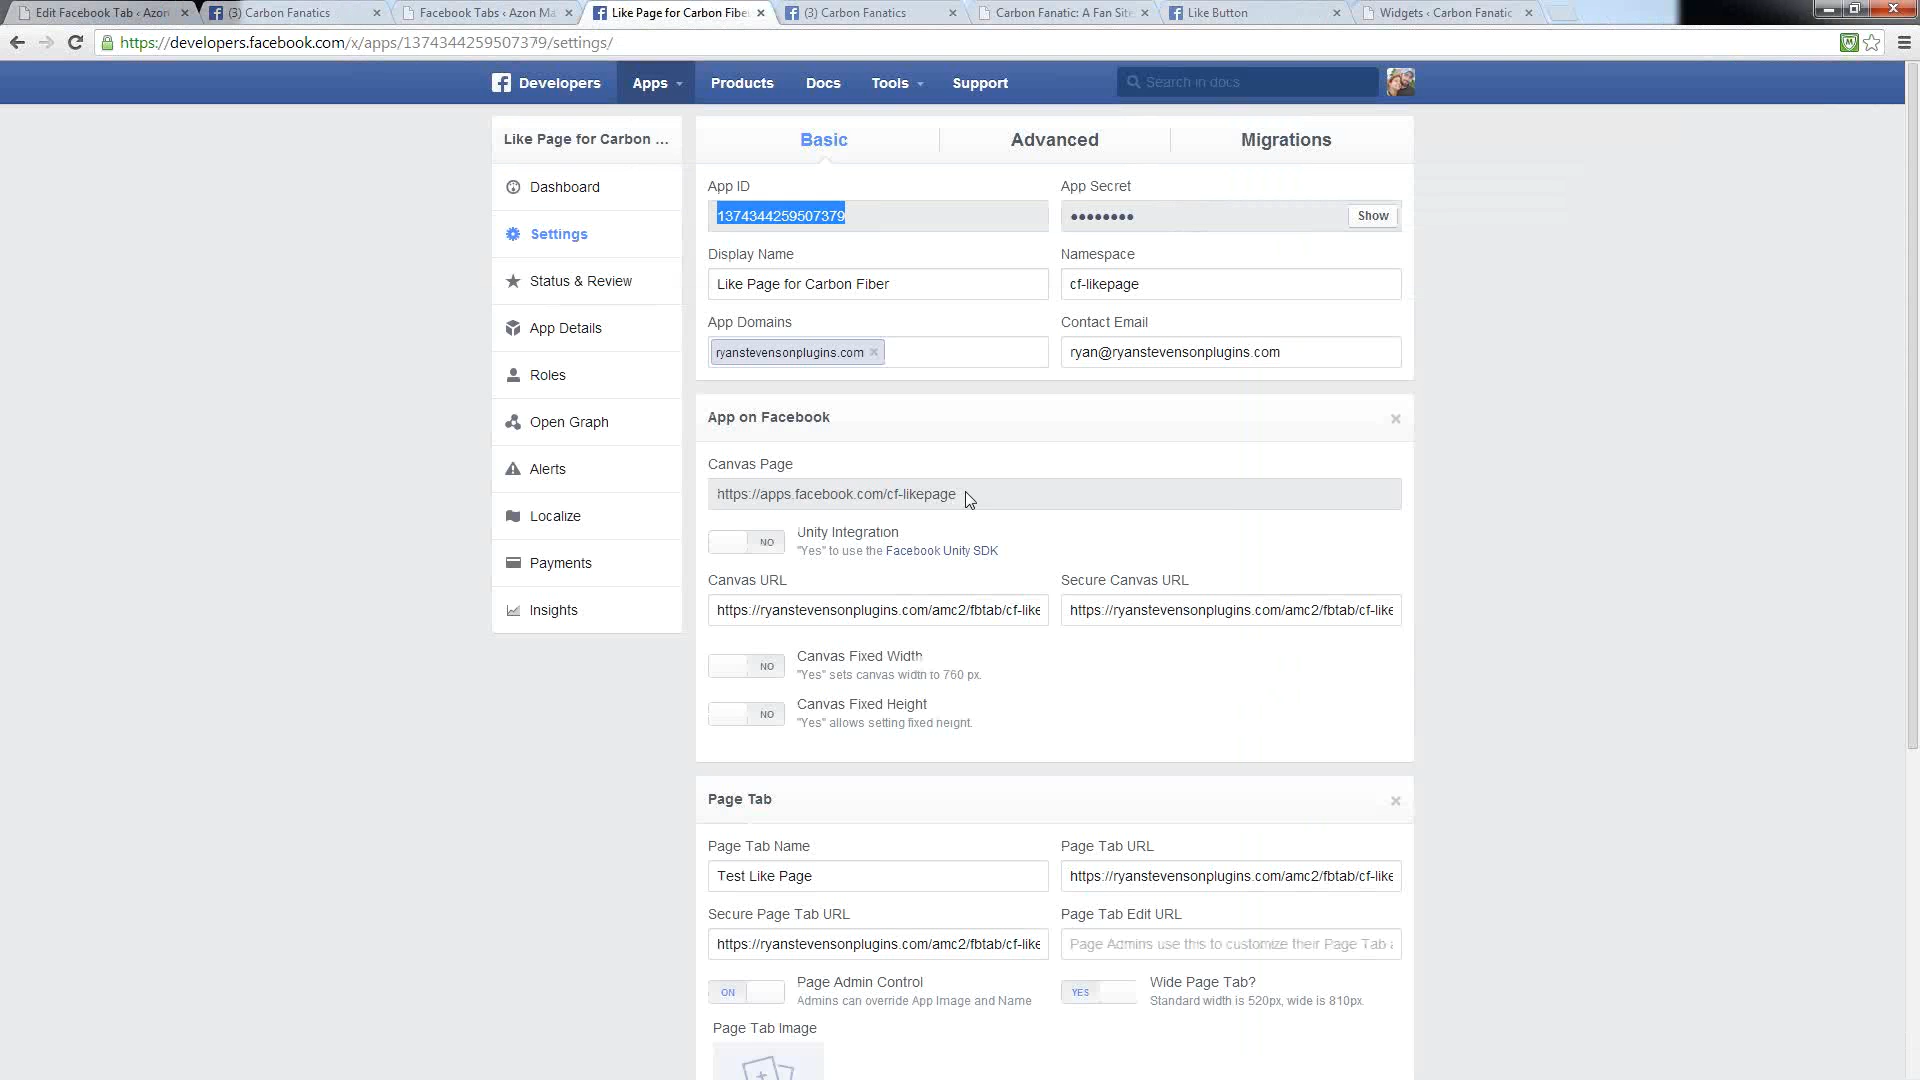 Edit Facebook Tab ‹ Azon
(3) Carbon Fanatics
Facebook Tabs ‹ Azon Ma
Like Page for Carbon Fiber
(3) Carbon Fanatics
Carbon Fanatic: A Fan Site
Like Button
Widgets ‹ Carbon Fanatic
https://developers.facebook.com/x/apps/1374344259507379/settings/
Developers Apps Products Docs Tools Support Search in docs
Like Page for Carbon ...
Dashboard
Settings
Status & Review
App Details
Roles
Open Graph
Alerts
Localize
Payments
Insights
Basic Advanced Migrations
App ID App Secret
1374344259507379 •••••••• Show
Display Name Namespace
Like Page for Carbon Fiber cf-likepage
App Domains Contact Email
ryanstevensonplugins.com ryan@ryanstevensonplugins.com
App on Facebook
Canvas Page
https://apps.facebook.com/cf-likepage
NO Unity Integration
"Yes" to use the Facebook Unity SDK
Canvas URL Secure Canvas URL
https://ryanstevensonplugins.com/amc2/fbtab/cf-like https://ryanstevensonplugins.com/amc2/fbtab/cf-like
NO Canvas Fixed Width
"Yes" sets canvas width to 760 px.
NO Canvas Fixed Height
"Yes" allows setting fixed height.
Page Tab
Page Tab Name Page Tab URL
Test Like Page https://ryanstevensonplugins.com/amc2/fbtab/cf-like
Secure Page Tab URL Page Tab Edit URL
https://ryanstevensonplugins.com/amc2/fbtab/cf-like Page Admins use this to customize their Page Tab a
ON Page Admin Control YES Wide Page Tab?
Admins can override App Image and Name Standard width is 520px, wide is 810px.
Page Tab Image